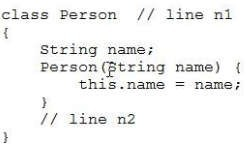 class Person  // line n1
{
    String name;
    Person(String name) {
        this.name = name;
    }
    // line n2
}